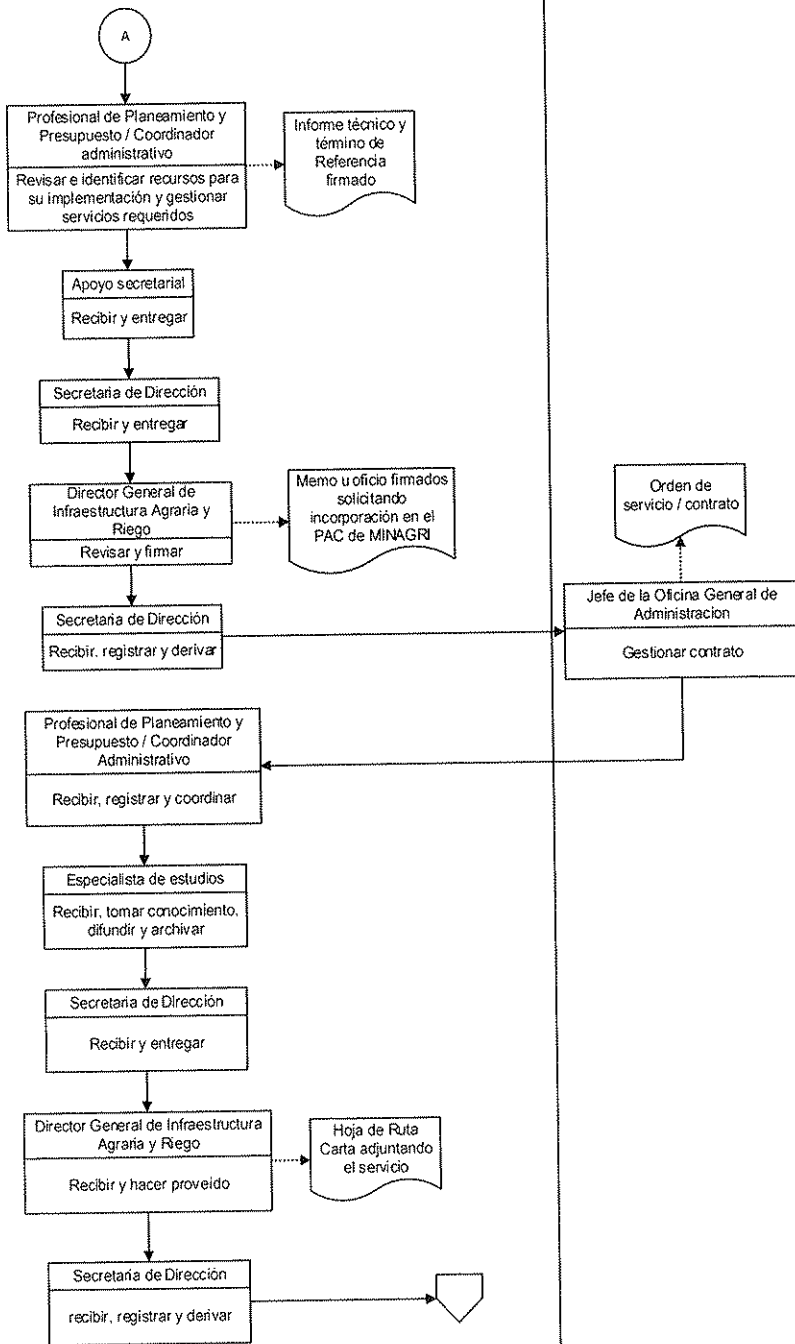 A
Profesional de Planeamiento y
Presupuesto / Coordinador
administrativo
Revisar e identificar recursos para
su implementación y gestionar
servicios requeridos
Informe técnico y
término de
Referencia
firmado
Apoyo secretarial
Recibir y entregar
Secretaria de Dirección
Recibir y entregar
Director General de
Infraestructura Agraria y
Riego
Revisar y firmar
Memo u oficio firmados
solicitando
incorporación en el
PAC de MINAGRI
Orden de
servicio / contrato
Secretaria de Dirección
Recibir. registrar y derivar
Jefe de la Oficina General de
Administracion
Gestionar contrato
Profesional de Planeamiento y
Presupuesto / Coordinador
Administrativo
Recibir, registrar y coordinar
Especialista de estudios
Recibir, tomar conocimiento,
difundir y archivar
Secretaria de Dirección
Recibir y entregar
Director General de Infraestructura
Agraria y Riego
Recibir y hacer proveido
Hoja de Ruta
Carta adjuntando
el servicio
Secretaria de Dirección
recibir, registrar y derivar